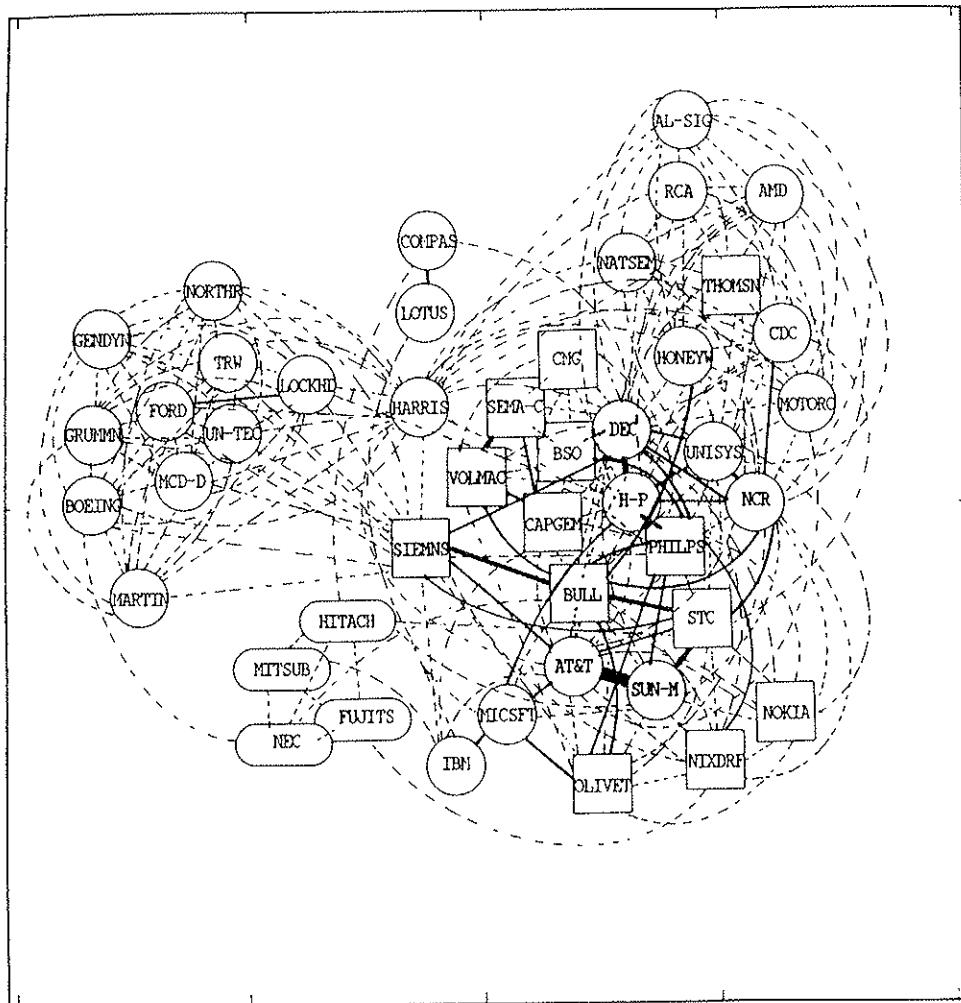 AL-SIG
RCA
AMD
COMPAS
NATSEM
THOMSN
NORTHR
LOTUS
GENDYN
CDC
TRW
CMG
HONEYW
LOCKHD
FORD
HARRIS
SEMA-C
MOTORO
GRUMMN
UN-TEC
DEC
BSO
UNISYS
MCD-D
VOLMAC
BOEING
H-P
NCR
CAPGEM
SIEMNS
PHILPS
MARTIN
BULL
HITACH
STC
MITSUB
AT&T
SUN-M
FUJITS
MICSFT
NOKIA
NEC
IBM
NIXDRF
OLIVET